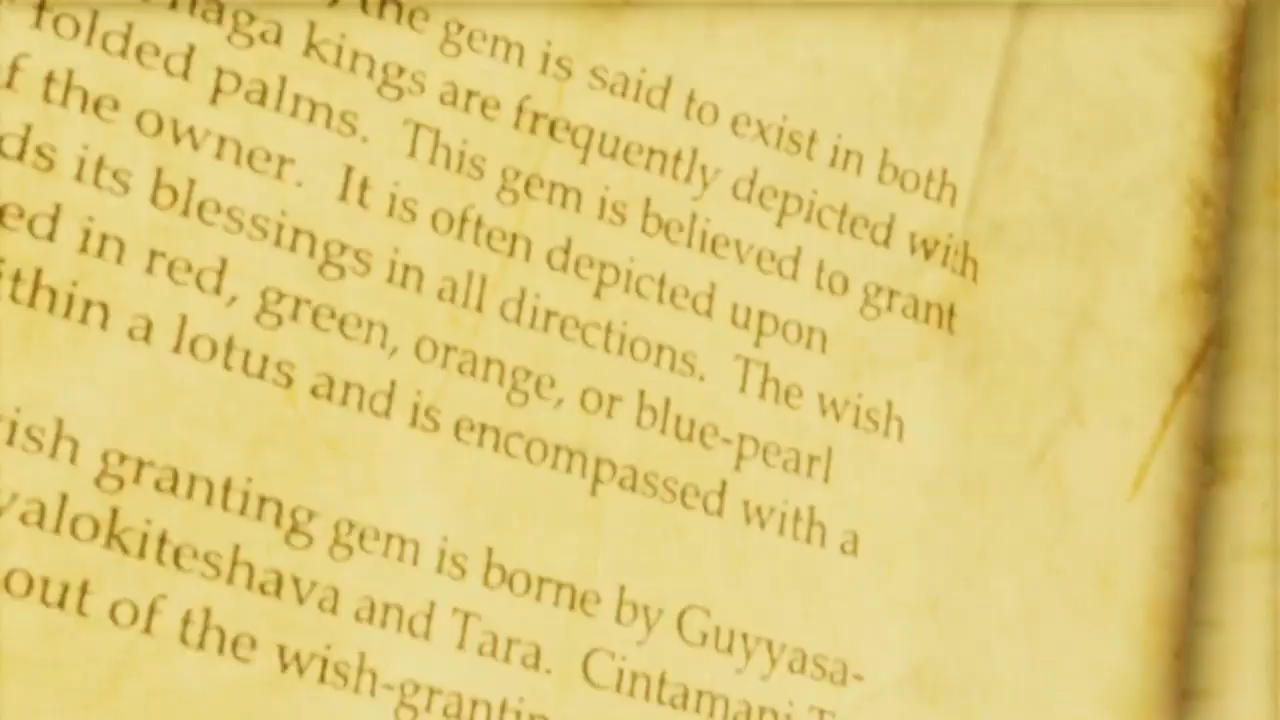 the gem is said to exist in both
naga kings are frequently depicted with
folded palms. This gem is believed to grant
f the owner. It is often depicted upon
ds its blessings in all directions. The wish
ed in red, green, orange, or blue-pearl
ithin a lotus and is encompassed with a
ish granting gem is borne by Guyyasa-
valokiteshava and Tara. Cintamani
out of the wish-grantin